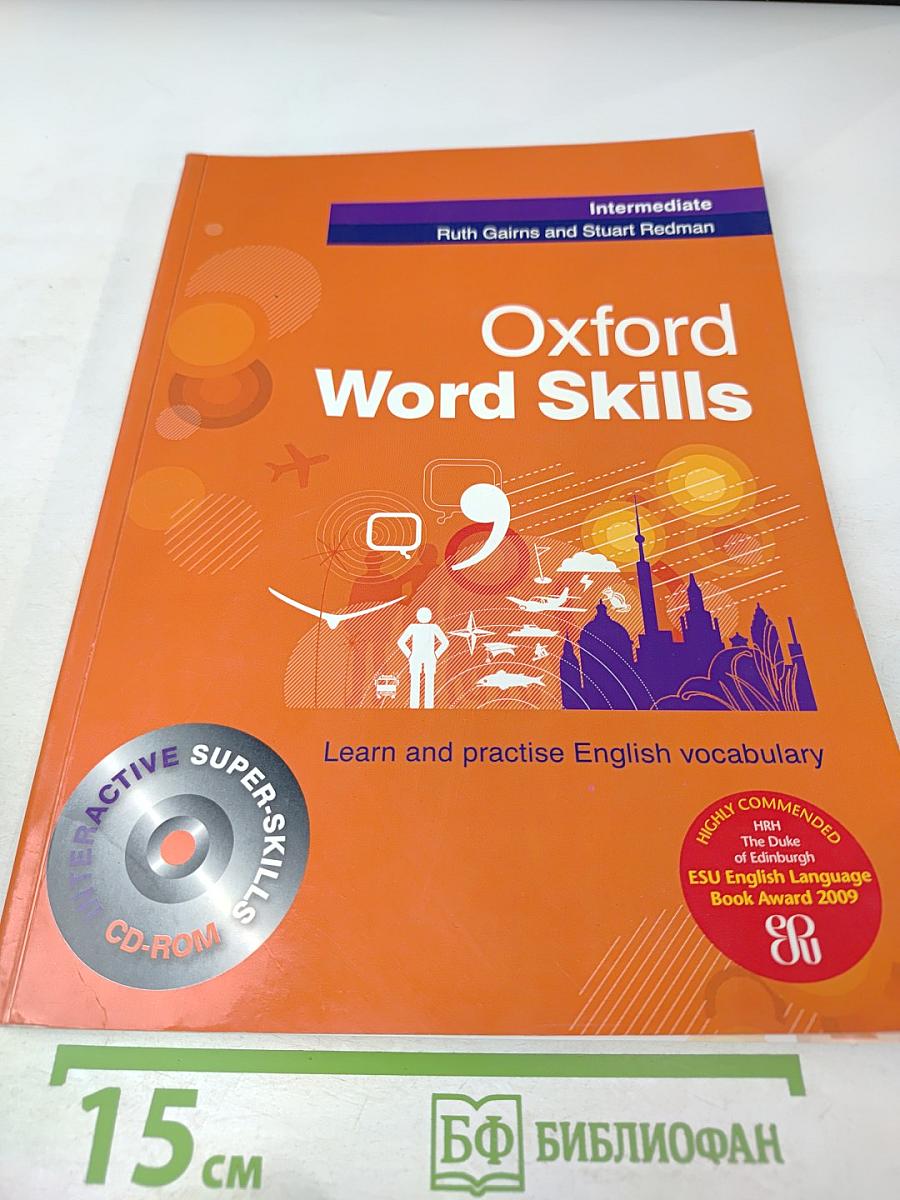 Intermediate
Ruth Gairns and Stuart Redman
Oxford
Word Skills
Learn and practise English vocabulary
INTERACTIVE SUPER-SKILLS
CD-ROM
HIGHLY COMMENDED
HRH
The Duke
of Edinburgh
ESU English Language
Book Award 2009
15 см
БФ БИБЛИОФАН